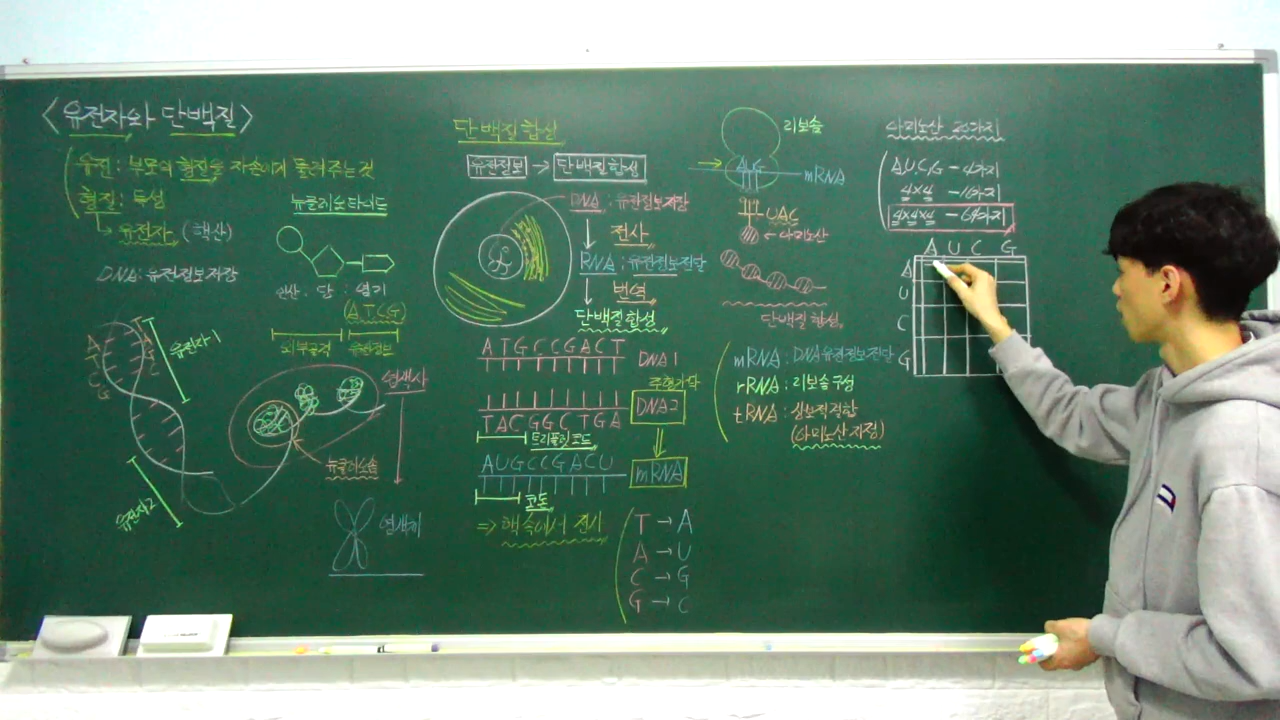 <유전자와 단백질>
유전 : 부모의 형질을 자손에게 물려주는 것
형질 : 특성
유전자 (핵산)
DNA : 유전정보저장
뉴클레오타이드
인산 : 당 : 염기
(A,T,C,G)
외부골격 유전정보
A T C G
유전자1
유전자2
염색사
뉴클레오솜
염색체
단백질 합성
유전정보 → 단백질 합성
DNA : 유전정보저장
↓ 전사
RNA : 유전정보전달
↓ 번역
단백질 합성
A T G C C G A C T DNA 1
주형가닥
DNA 2
T A C G G C T G A
트리플렛 코드
A U G C C G A C U mRNA
코돈
=> 핵 속에서 전사
T → A
A → U
C → G
G → C
리보솜
AUG mRNA
UAC
← 아미노산
단백질 합성
mRNA : DNA유전정보전달
rRNA : 리보솜 구성
tRNA : 상보적결합
(아미노산 지정)
아미노산 20가지
A,U,C,G - 4가지
4×4 - 16가지
4×4×4 - 64가지
A U C G
A
U
C
G